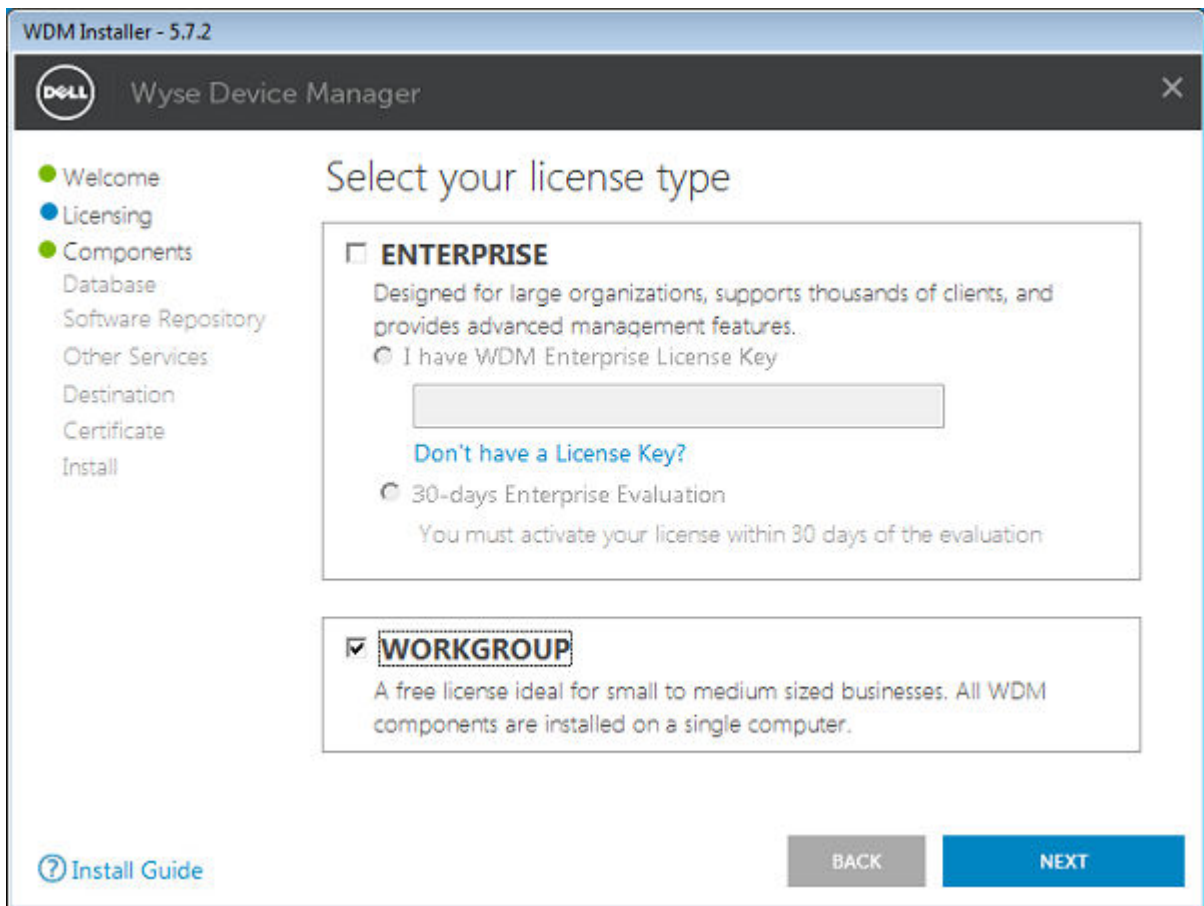 WDM Installer - 5.7.2
DELL
Wyse Device Manager
Welcome
Licensing
Components
Database
Software Repository
Other Services
Destination
Certificate
Install
Select your license type
ENTERPRISE
Designed for large organizations, supports thousands of clients, and
provides advanced management features.
I have WDM Enterprise License Key
Don't have a License Key?
30-days Enterprise Evaluation
You must activate your license within 30 days of the evaluation
WORKGROUP
A free license ideal for small to medium sized businesses. All WDM
components are installed on a single computer.
? Install Guide
BACK
NEXT